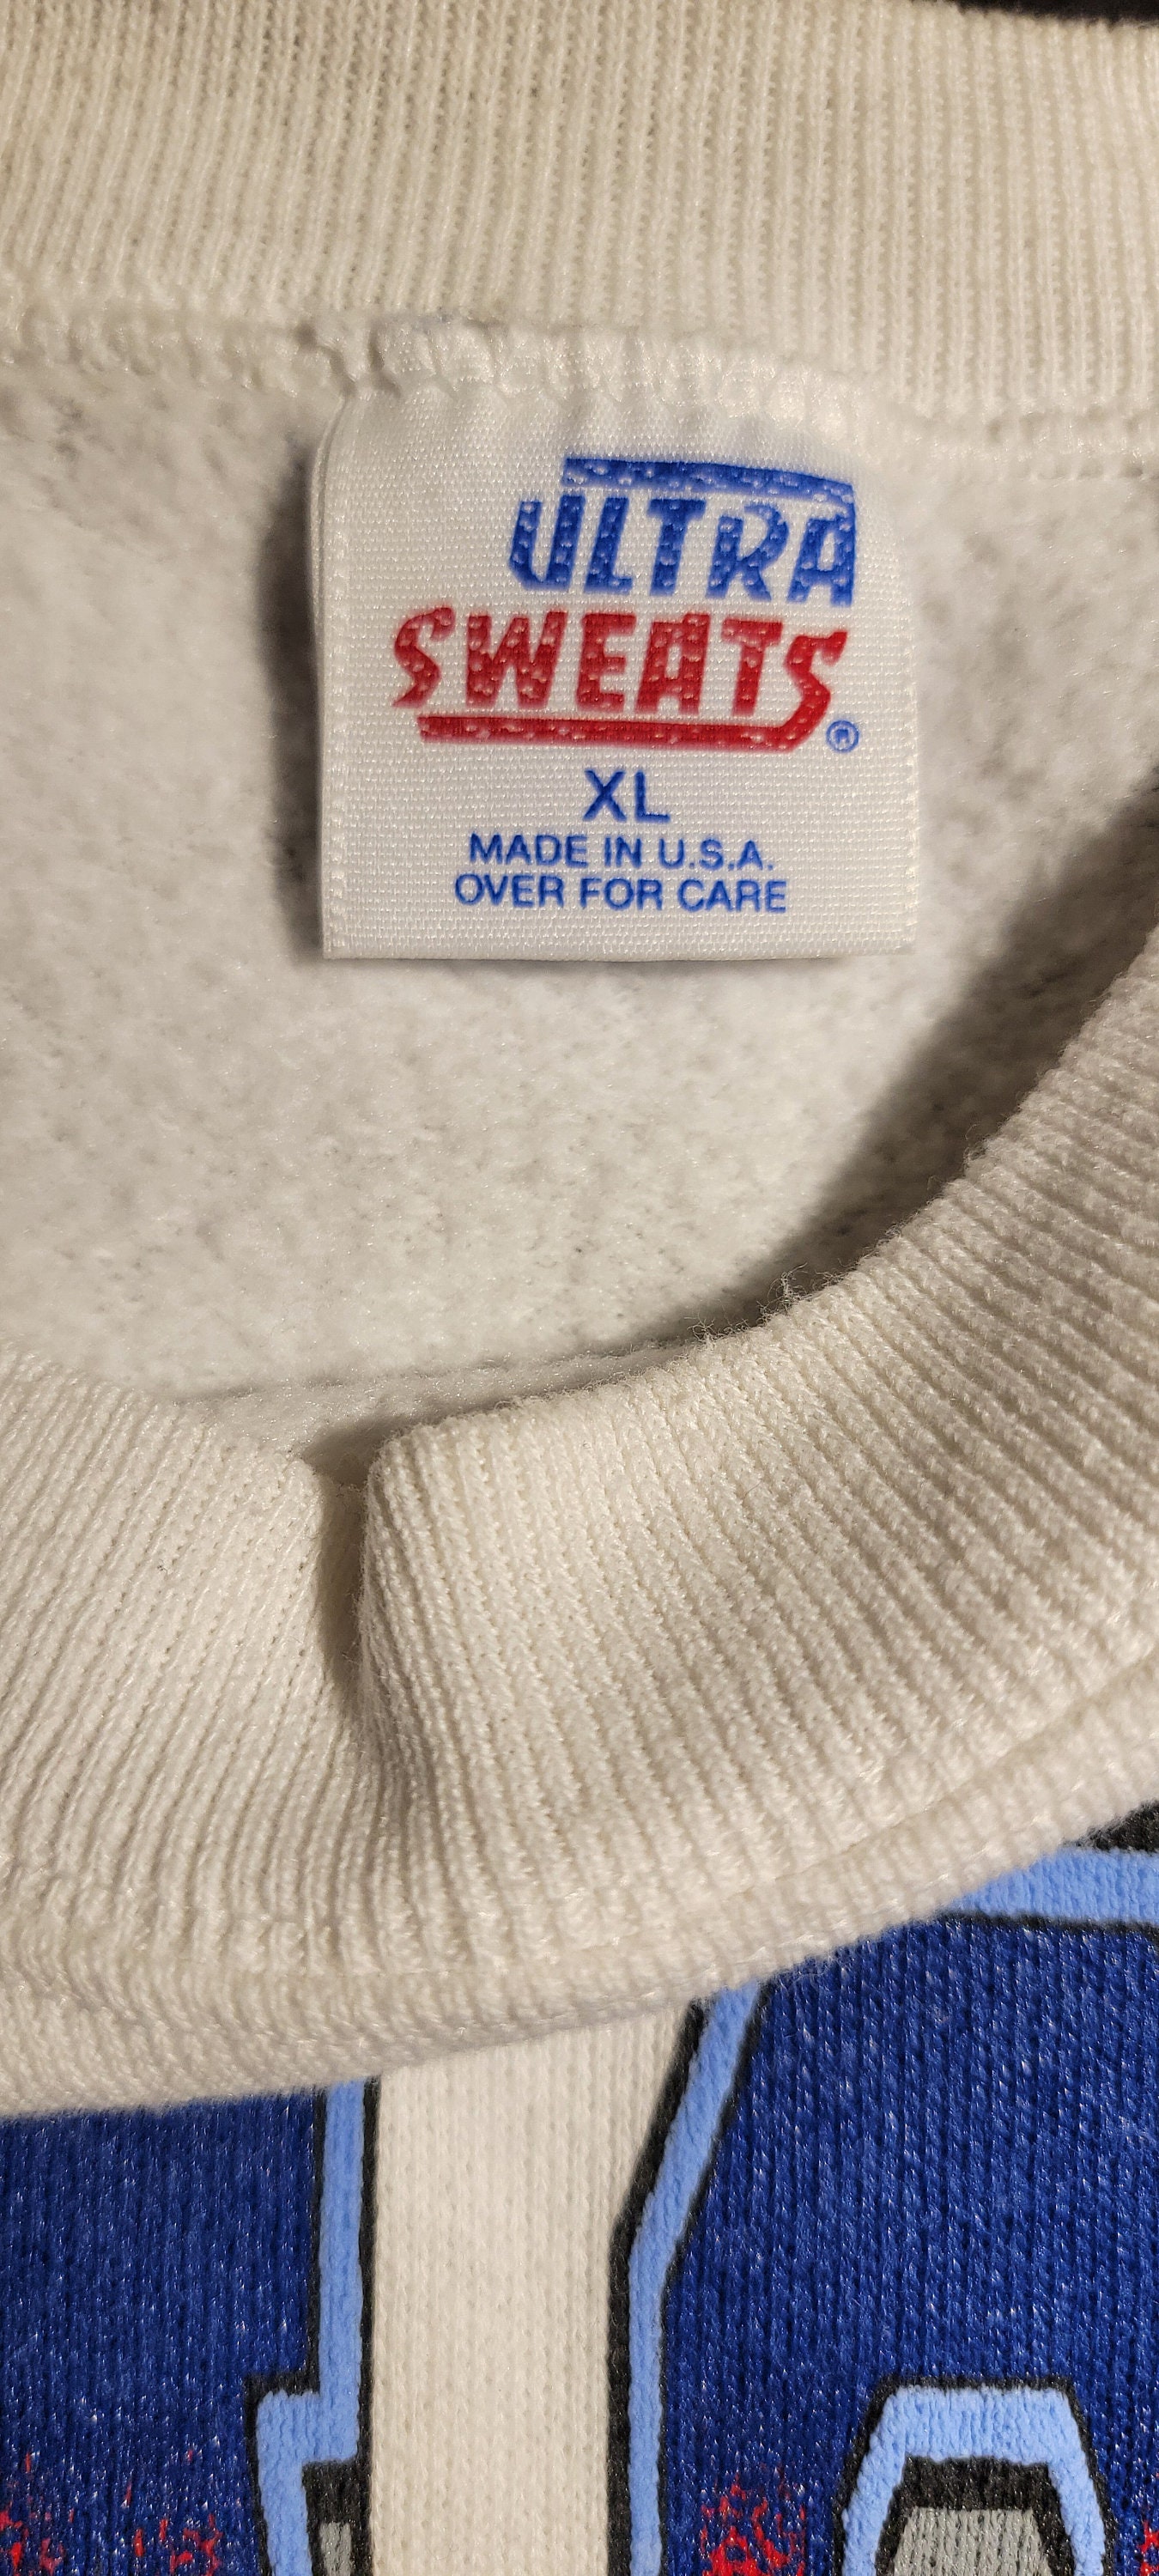 ULTRA
SWEATS®
XL
MADE IN U.S.A.
OVER FOR CARE